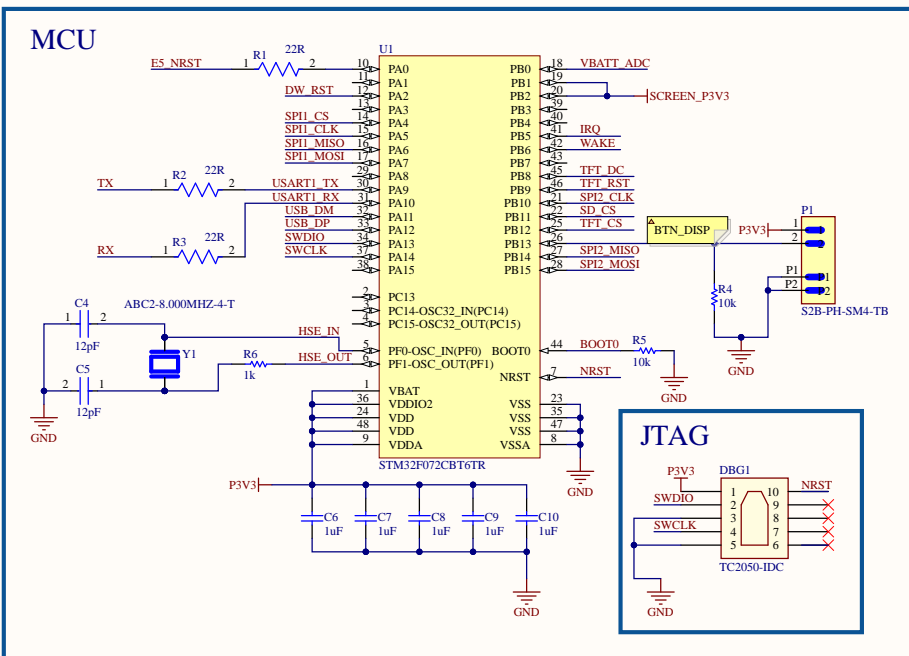 MCU
U1
E5_NRST 1 R1 22R 2 10 PA0
11 PA1
DW_RST 12 PA2
13 PA3
SPI1_CS 14 PA4
SPI1_CLK 15 PA5
SPI1_MISO 16 PA6
SPI1_MOSI 17 PA7
29 PA8
TX 1 R2 22R 2 USART1_TX 30 PA9
USART1_RX 31 PA10
USB_DM 32 PA11
USB_DP 33 PA12
RX 1 R3 22R 2
SWDIO 34 PA13
SWCLK 37 PA14
38 PA15
2 PC13
3 PC14-OSC32_IN(PC14)
4 PC15-OSC32_OUT(PC15)
C4 1 2 12pF
ABC2-8.000MHZ-4-T
Y1
C5 2 1 12pF
GND
HSE_IN 5 PF0-OSC_IN(PF0)
R6 1k HSE_OUT 6 PF1-OSC_OUT(PF1)
1 VBAT
36 VDDIO2
24 VDD
48 VDD
9 VDDA
STM32F072CBT6TR
PB0 18 VBATT_ADC
PB1 19
PB2 20 SCREEN_P3V3
PB3 39
PB4 40
PB5 41 IRQ
PB6 42 WAKE
PB7 43
PB8 45 TFT_DC
PB9 46 TFT_RST
PB10 21 SPI2_CLK
PB11 22 SD_CS
PB12 25 TFT_CS
PB13 26
PB14 27 SPI2_MISO
PB15 28 SPI2_MOSI
BOOT0 44 BOOT0 R5 10k
GND
NRST 7 NRST
VSS 23
VSS 35
VSS 47
VSSA 8
GND
BTN_DISP
P1
P3V3 1 1
2 2
P1 P1
P2 P2
S2B-PH-SM4-TB
R4 10k
GND
P3V3
C6 1uF
C7 1uF
C8 1uF
C9 1uF
C10 1uF
GND
JTAG
P3V3 DBG1
1 10 NRST
SWDIO 2 9
3 8
SWCLK 4 7
5 6
TC2050-IDC
GND